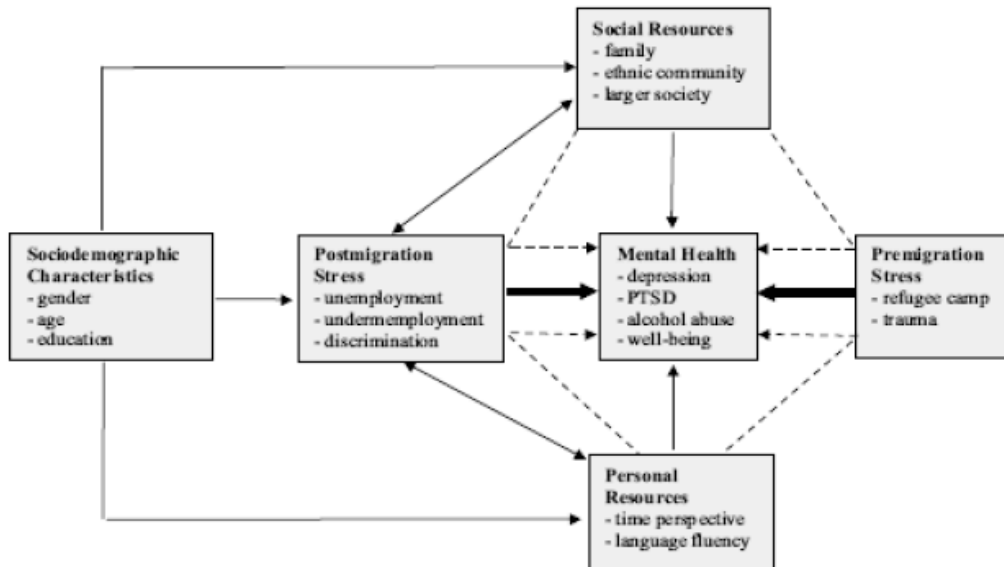 Social Resources
- family
- ethnic community
- larger society
Sociodemographic
Characteristics
- gender
- age
- education
Postmigration
Stress
- unemployment
- undermemployment
- discrimination
Mental Health
- depression
- PTSD
- alcohol abuse
- well-being
Premigration
Stress
- refugee camp
- trauma
Personal
Resources
- time perspective
- language fluency